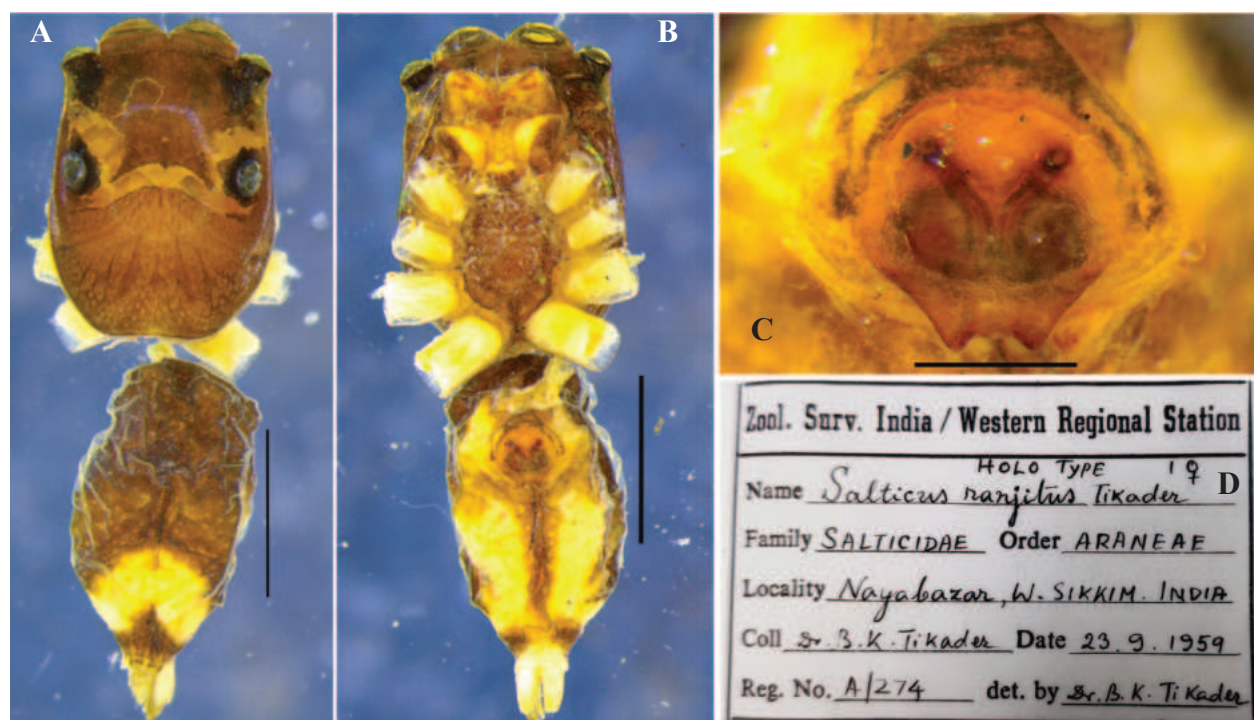 A
B
C
D
Zool. Surv. India / Western Regional Station
HOLO TYPE 1 ♀
Name Salticus ranjitus Tikader
Family SALTICIDAE Order ARANEAE
Locality Nayabazar, W. SIKKIM. INDIA
Coll Dr. B. K. Tikader Date 23.9.1959
Reg. No. A/274 det. by Dr. B. K. Tikader